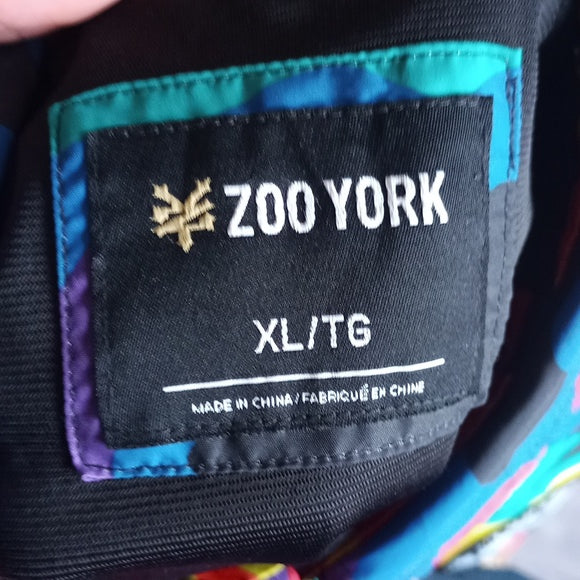 ZOO YORK
XL/TG
MADE IN CHINA/FABRIQUÉ EN CHINE